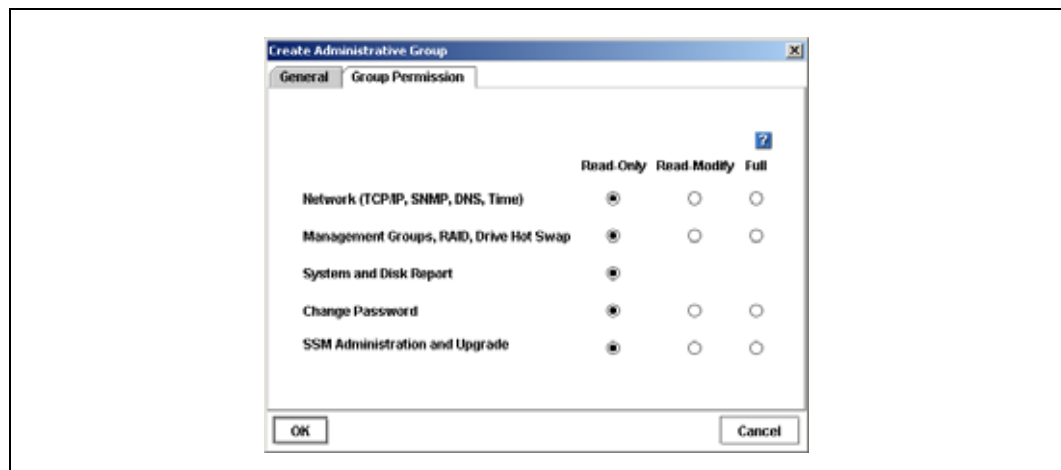 Create Administrative Group
General Group Permission
?
Read-Only Read-Modify Full
Network (TCP/IP, SNMP, DNS, Time)
Management Groups, RAID, Drive Hot Swap
System and Disk Report
Change Password
SSM Administration and Upgrade
OK Cancel